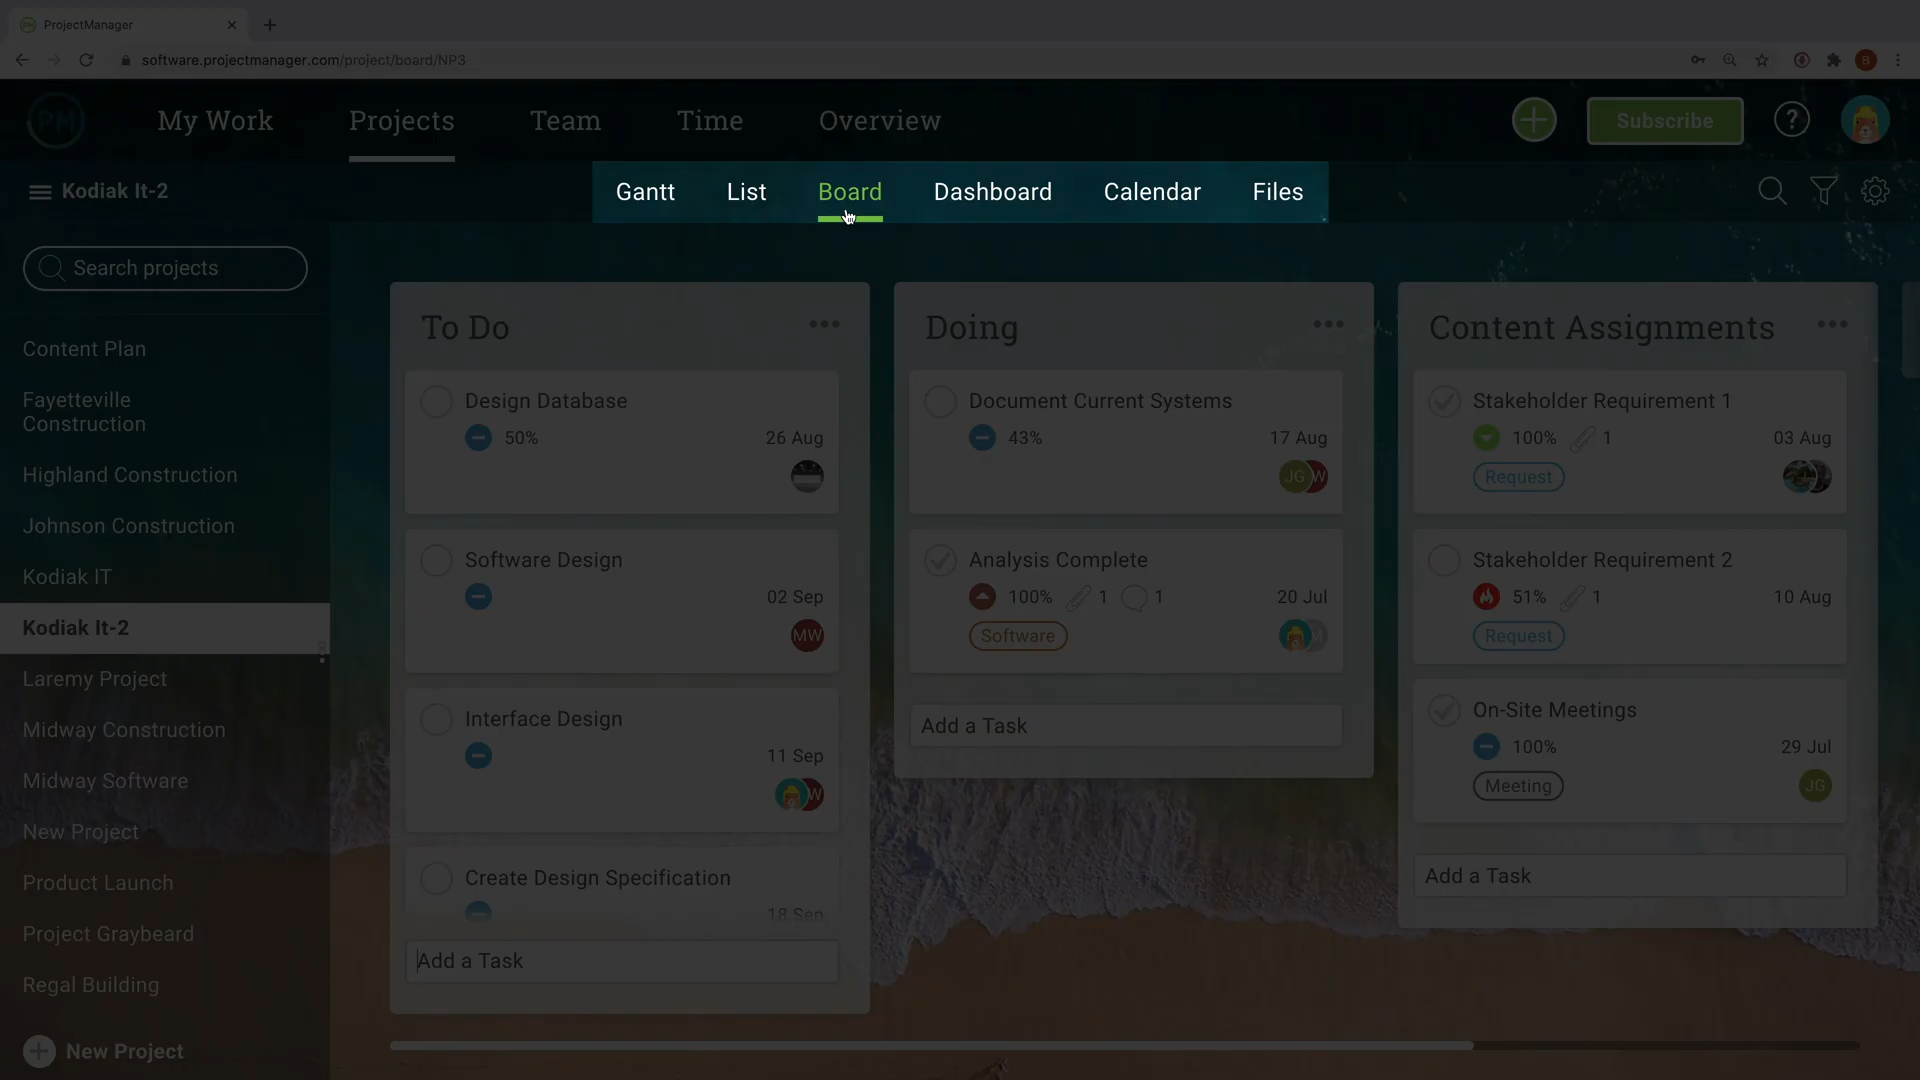 ProjectManager
software.projectmanager.com/project/board/NP3
B
PM
My Work
Projects
Team
Time
Overview
Subscribe
Kodiak It-2
Gantt
List
Board
Dashboard
Calendar
Files
Search projects
Content Plan
Fayetteville
Construction
Highland Construction
Johnson Construction
Kodiak IT
Kodiak It-2
Laremy Project
Midway Construction
Midway Software
New Project
Product Launch
Project Graybeard
Regal Building
New Project
To Do
Design Database
50%
26 Aug
Software Design
02 Sep
MW
Interface Design
11 Sep
W
Create Design Specification
18 Sep
Add a Task
Doing
Document Current Systems
43%
17 Aug
JG
W
Analysis Complete
100%
1
1
20 Jul
Software
Add a Task
Content Assignments
Stakeholder Requirement 1
100%
1
03 Aug
Request
Stakeholder Requirement 2
51%
1
10 Aug
Request
On-Site Meetings
100%
29 Jul
Meeting
JG
Add a Task